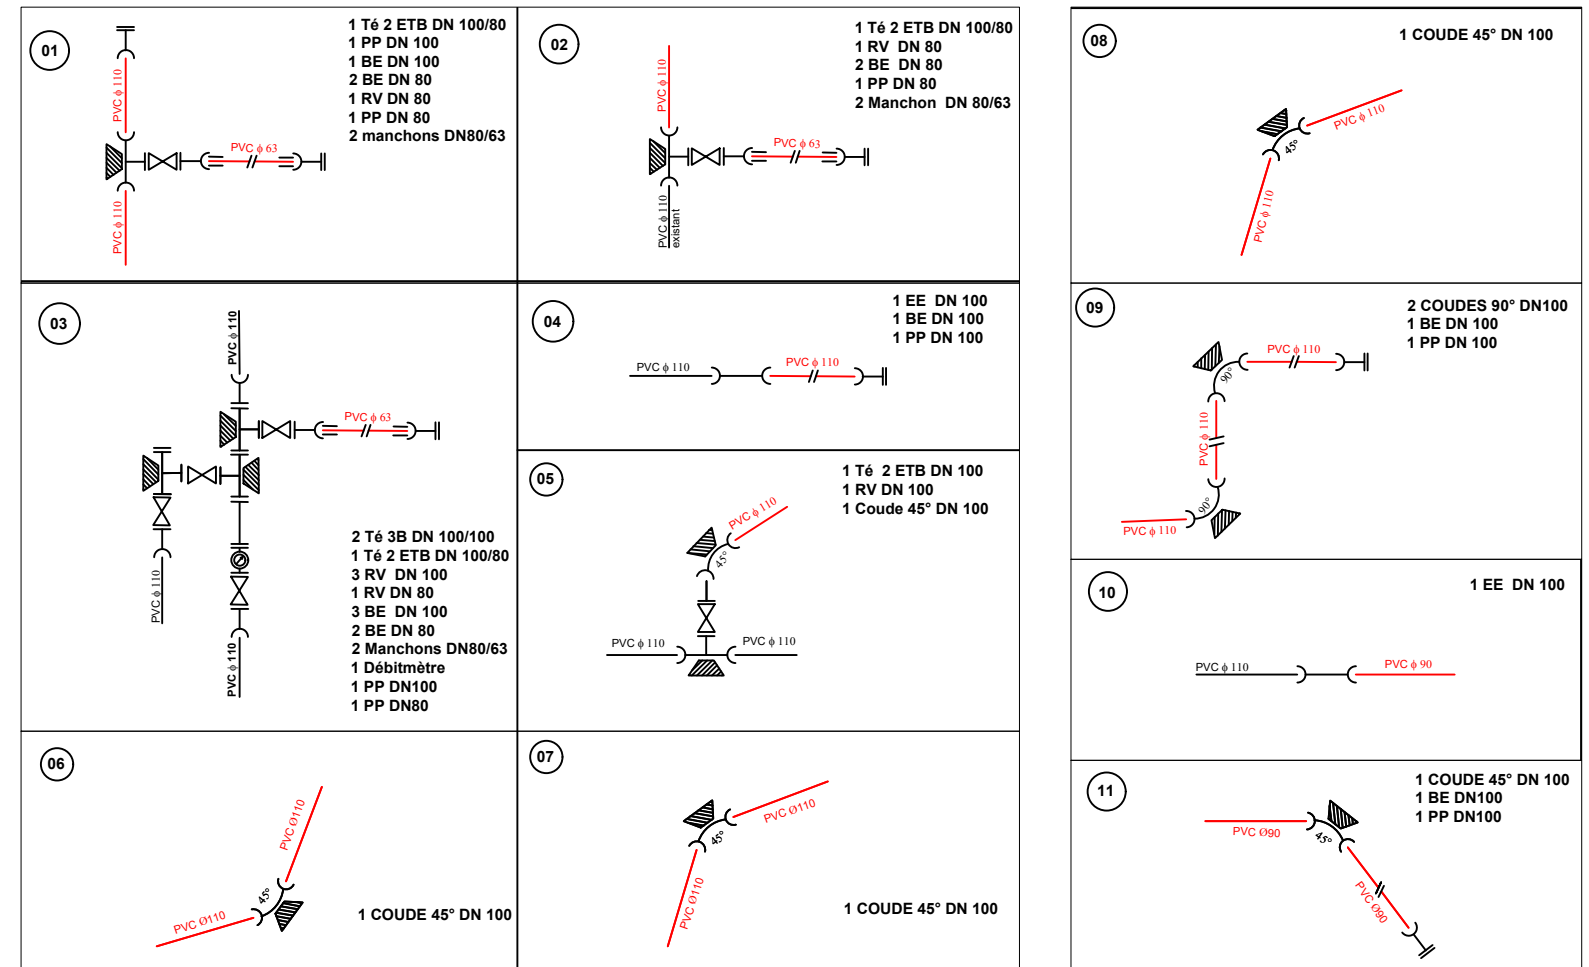 01
1 Té 2 ETB DN 100/80
1 PP DN 100
1 BE DN 100
2 BE DN 80
1 RV DN 80
1 PP DN 80
2 manchons DN80/63
PVC ϕ 110
PVC ϕ 63
PVC ϕ 110
02
1 Té 2 ETB DN 100/80
1 RV DN 80
2 BE DN 80
1 PP DN 80
2 Manchon DN 80/63
PVC ϕ 110
PVC ϕ 63
PVC ϕ 110
existant
03
PVC ϕ 110
PVC ϕ 63
PVC ϕ 110
PVC ϕ 110
2 Té 3B DN 100/100
1 Té 2 ETB DN 100/80
3 RV DN 100
1 RV DN 80
3 BE DN 100
2 BE DN 80
2 Manchons DN80/63
1 Débitmètre
1 PP DN100
1 PP DN80
04
1 EE DN 100
1 BE DN 100
1 PP DN 100
PVC ϕ 110
PVC ϕ 110
05
1 Té 2 ETB DN 100
1 RV DN 100
1 Coude 45° DN 100
PVC ϕ 110
45°
PVC ϕ 110
PVC ϕ 110
06
PVC Ø110
45°
PVC Ø110
1 COUDE 45° DN 100
07
PVC Ø110
45°
PVC Ø110
1 COUDE 45° DN 100
08
1 COUDE 45° DN 100
PVC ϕ 110
45°
PVC ϕ 110
09
2 COUDES 90° DN100
1 BE DN 100
1 PP DN 100
PVC ϕ 110
90°
PVC ϕ 110
90°
PVC ϕ 110
10
1 EE DN 100
PVC ϕ 110
PVC ϕ 90
11
1 COUDE 45° DN 100
1 BE DN100
1 PP DN100
PVC Ø90
45°
PVC Ø90